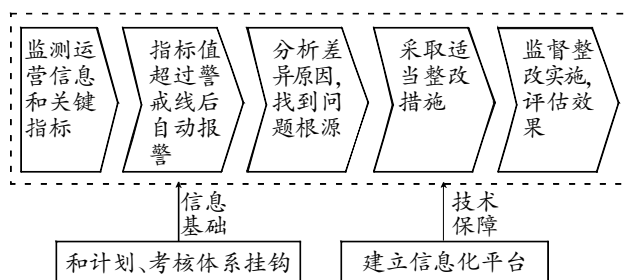 监测运
营信息
和关键
指标
指标值
超过警
戒线后
自动报
警
分析差
异原因,
找到问
题根源
采取适
当整改
措施
监督整
改实施,
评估效
果
信息
基础
技术
保障
和计划、考核体系挂钩
建立信息化平台